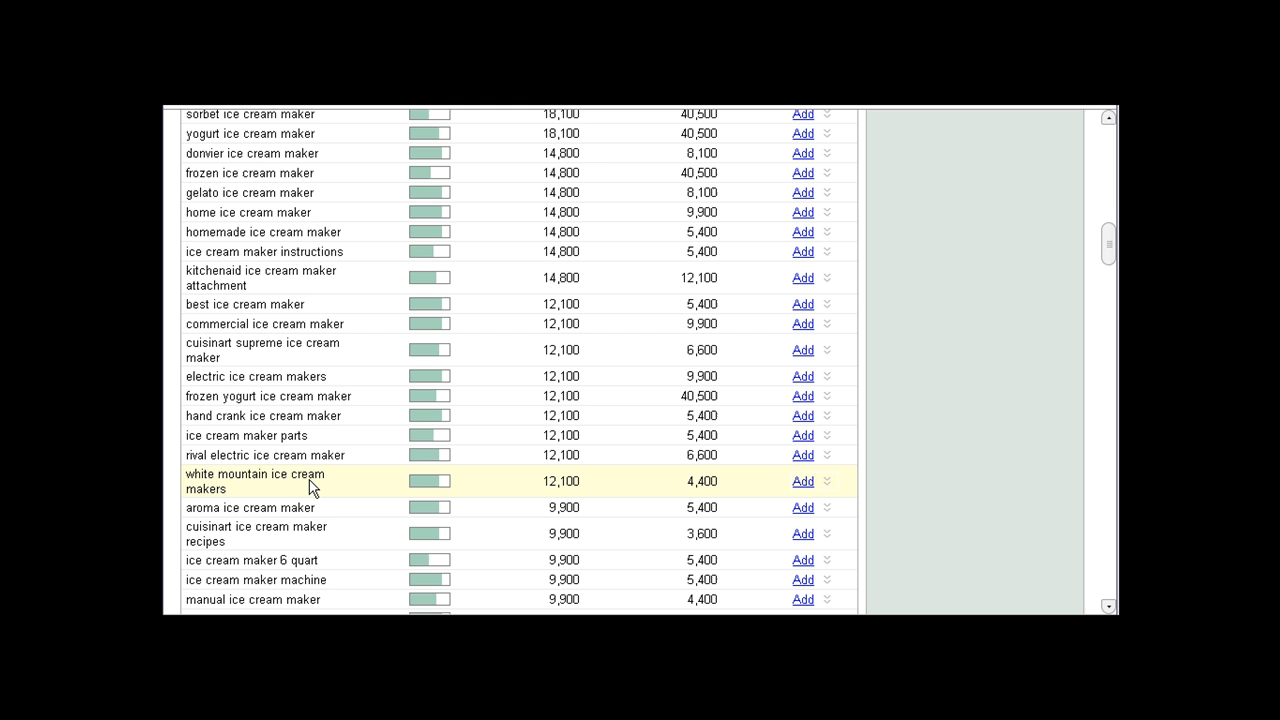 sorbet ice cream maker 18,100 40,500 Add
yogurt ice cream maker 18,100 40,500 Add
donvier ice cream maker 14,800 8,100 Add
frozen ice cream maker 14,800 40,500 Add
gelato ice cream maker 14,800 8,100 Add
home ice cream maker 14,800 9,900 Add
homemade ice cream maker 14,800 5,400 Add
ice cream maker instructions 14,800 5,400 Add
kitchenaid ice cream maker
attachment 14,800 12,100 Add
best ice cream maker 12,100 5,400 Add
commercial ice cream maker 12,100 9,900 Add
cuisinart supreme ice cream
maker 12,100 6,600 Add
electric ice cream makers 12,100 9,900 Add
frozen yogurt ice cream maker 12,100 40,500 Add
hand crank ice cream maker 12,100 5,400 Add
ice cream maker parts 12,100 5,400 Add
rival electric ice cream maker 12,100 6,600 Add
white mountain ice cream
makers 12,100 4,400 Add
aroma ice cream maker 9,900 5,400 Add
cuisinart ice cream maker
recipes 9,900 3,600 Add
ice cream maker 6 quart 9,900 5,400 Add
ice cream maker machine 9,900 5,400 Add
manual ice cream maker 9,900 4,400 Add